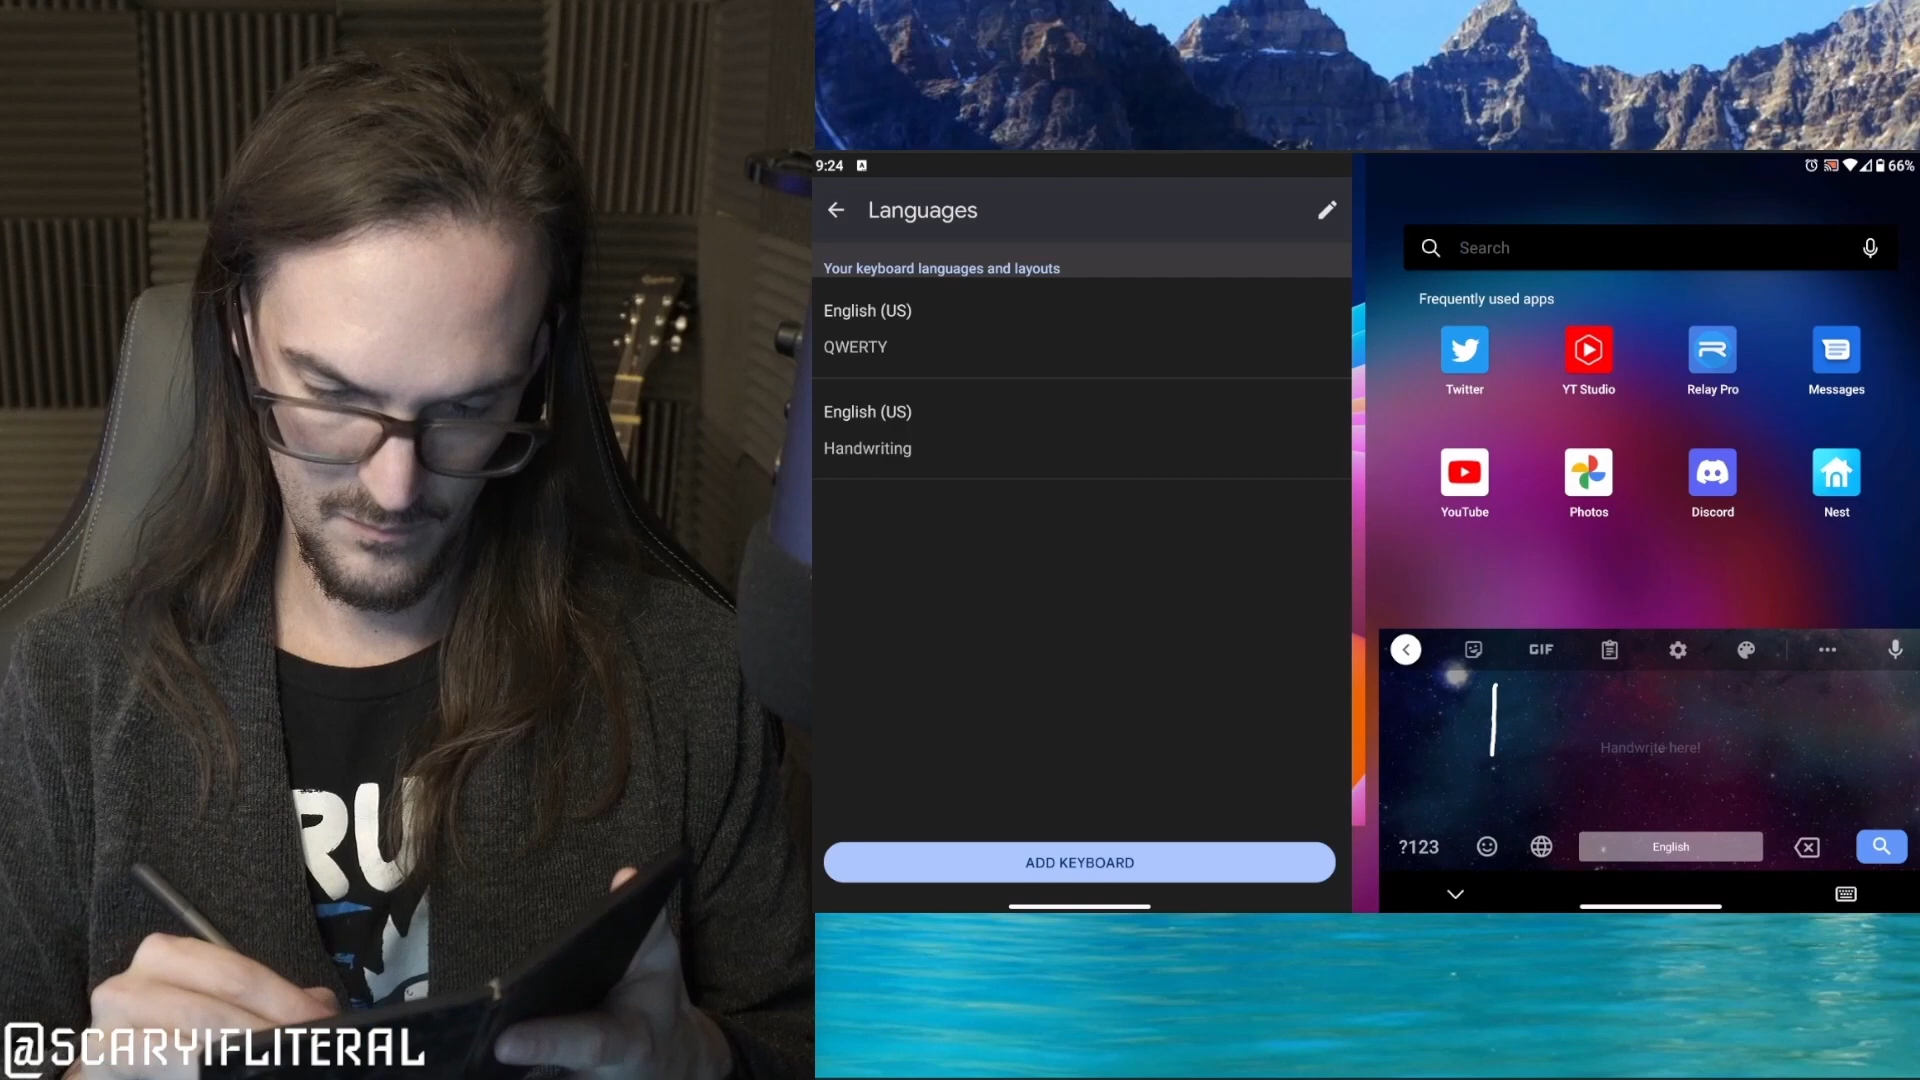 RU
@SCARYIFLITERAL
9:24
Languages
Your keyboard languages and layouts
English (US)
QWERTY
English (US)
Handwriting
ADD KEYBOARD
66%
Search
Frequently used apps
Twitter
YT Studio
Relay Pro
Messages
YouTube
Photos
Discord
Nest
GIF
Handwrite here!
?123
English